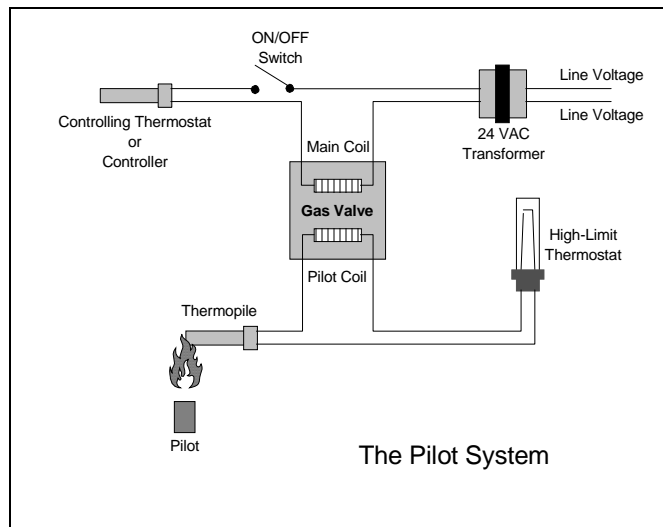 ON/OFF
Switch
Line Voltage
Line Voltage
Controlling Thermostat
or
Controller
24 VAC
Transformer
Main Coil
Gas Valve
Pilot Coil
High-Limit
Thermostat
Thermopile
Pilot
The Pilot System